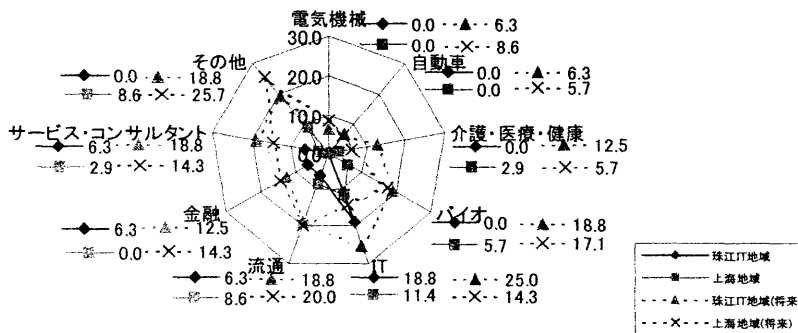 電気機械
0.0 6.3
0.0 8.6
30.0
20.0
10.0
0.0
自動車
0.0 6.3
0.0 5.7
介護・医療・健康
0.0 12.5
2.9 5.7
バイオ
0.0 18.8
5.7 17.1
IT
18.8 25.0
11.4 14.3
流通
6.3 18.8
8.6 20.0
金融
6.3 12.5
0.0 14.3
サービス・コンサルタント
6.3 18.8
2.9 14.3
その他
0.0 18.8
8.6 25.7
珠江IT地域
上海地域
珠江IT地域(将来
上海地域(将来)